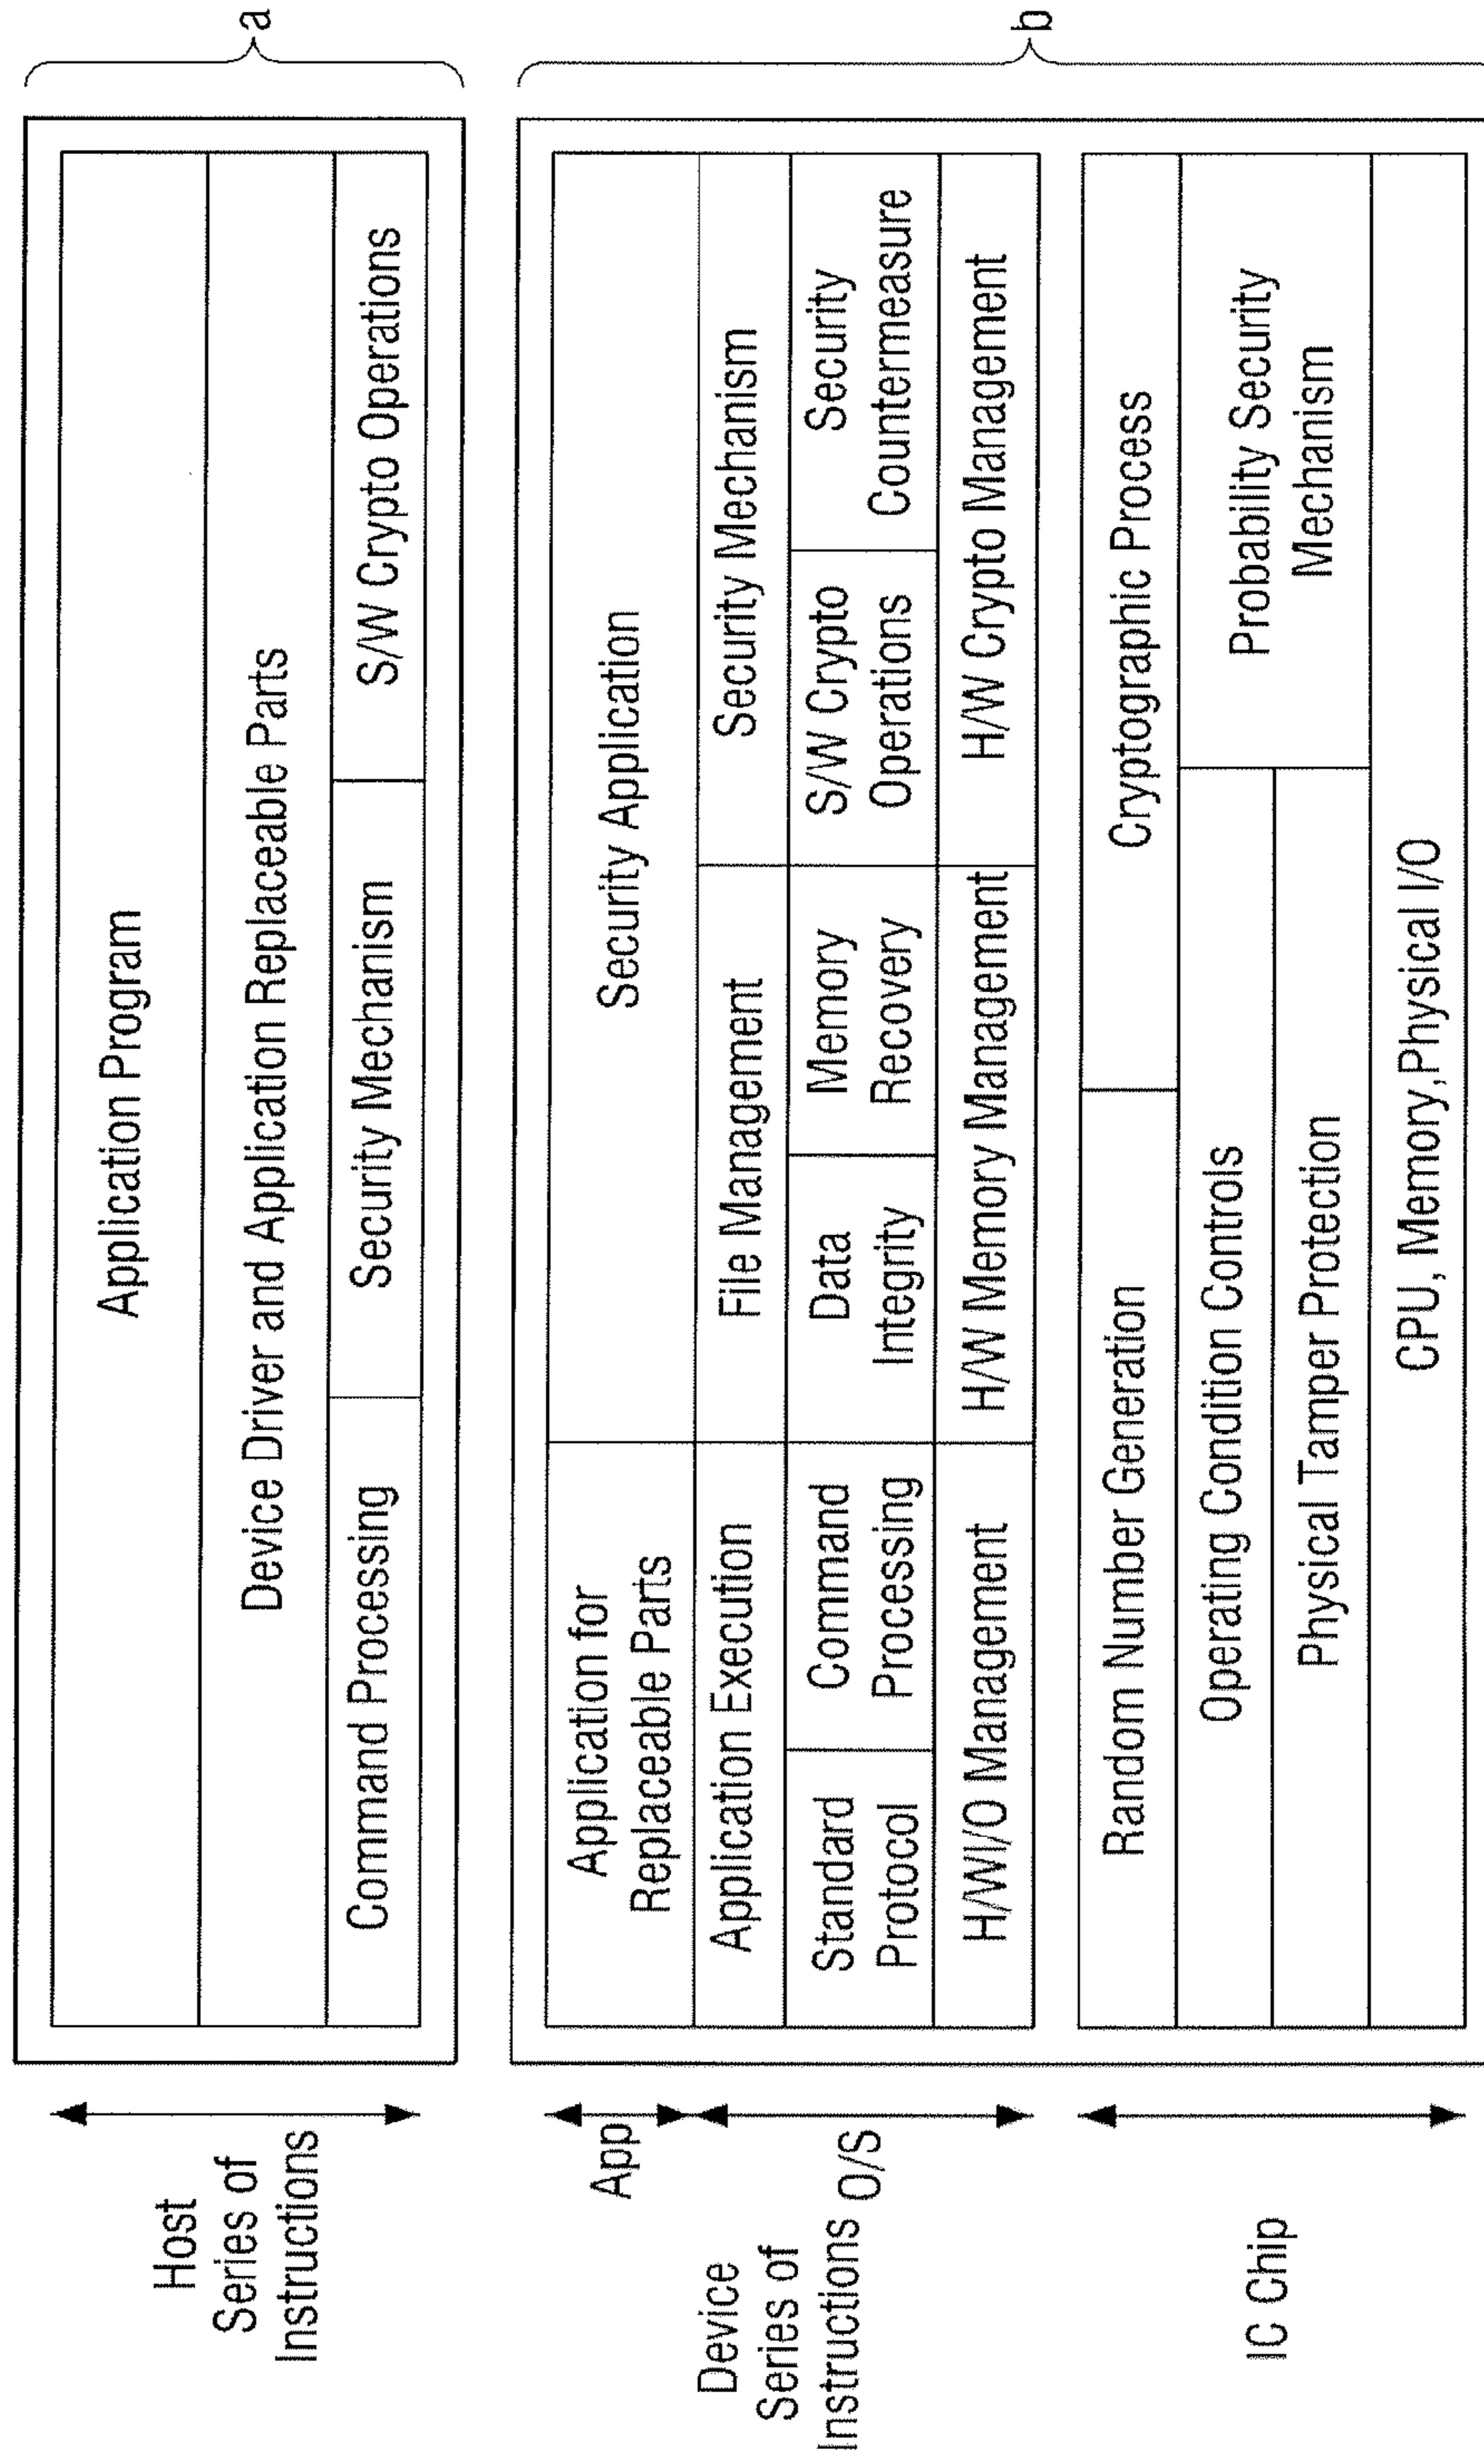 Host
Series of
Instructions
Application Program
Device Driver and Application Replaceable Parts
Command Processing
Security Mechanism
S/W Crypto Operations
a
Device
Series of
Instructions
App
O/S
Application for
Replaceable Parts
Security Application
Application Execution
File Management
Security Mechanism
Standard
Protocol
Command
Processing
Data
Integrity
Memory
Recovery
S/W Crypto
Operations
Security
Countermeasure
H/WI/O Management
H/W Memory Management
H/W Crypto Management
b
IC Chip
Random Number Generation
Cryptographic Process
Operating Condition Controls
Probability Security
Mechanism
Physical Tamper Protection
CPU, Memory,Physical I/O